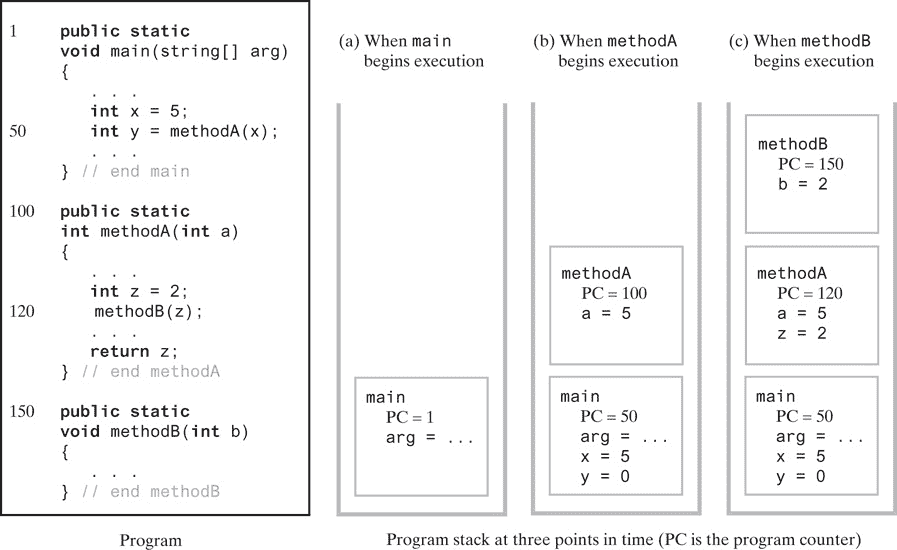 1 public static
void main(string[] arg)
{
. . .
int x = 5;
50 int y = methodA(x);
. . .
} // end main
100 public static
int methodA(int a)
{
. . .
int z = 2;
120 methodB(z);
. . .
return z;
} // end methodA
150 public static
void methodB(int b)
{
. . .
} // end methodB
Program
(a) When main
begins execution
main
PC = 1
arg = ...
(b) When methodA
begins execution
methodA
PC = 100
a = 5
main
PC = 50
arg = ...
x = 5
y = 0
(c) When methodB
begins execution
methodB
PC = 150
b = 2
methodA
PC = 120
a = 5
z = 2
main
PC = 50
arg = ...
x = 5
y = 0
Program stack at three points in time (PC is the program counter)